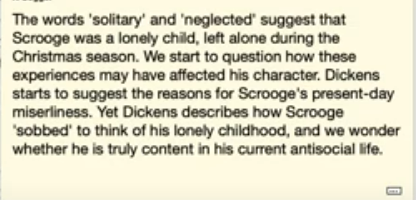 The words 'solitary' and 'neglected' suggest that
Scrooge was a lonely child, left alone during the
Christmas season. We start to question how these
experiences may have affected his character. Dickens
starts to suggest the reasons for Scrooge's present-day
miserliness. Yet Dickens describes how Scrooge
'sobbed' to think of his lonely childhood, and we wonder
whether he is truly content in his current antisocial life.